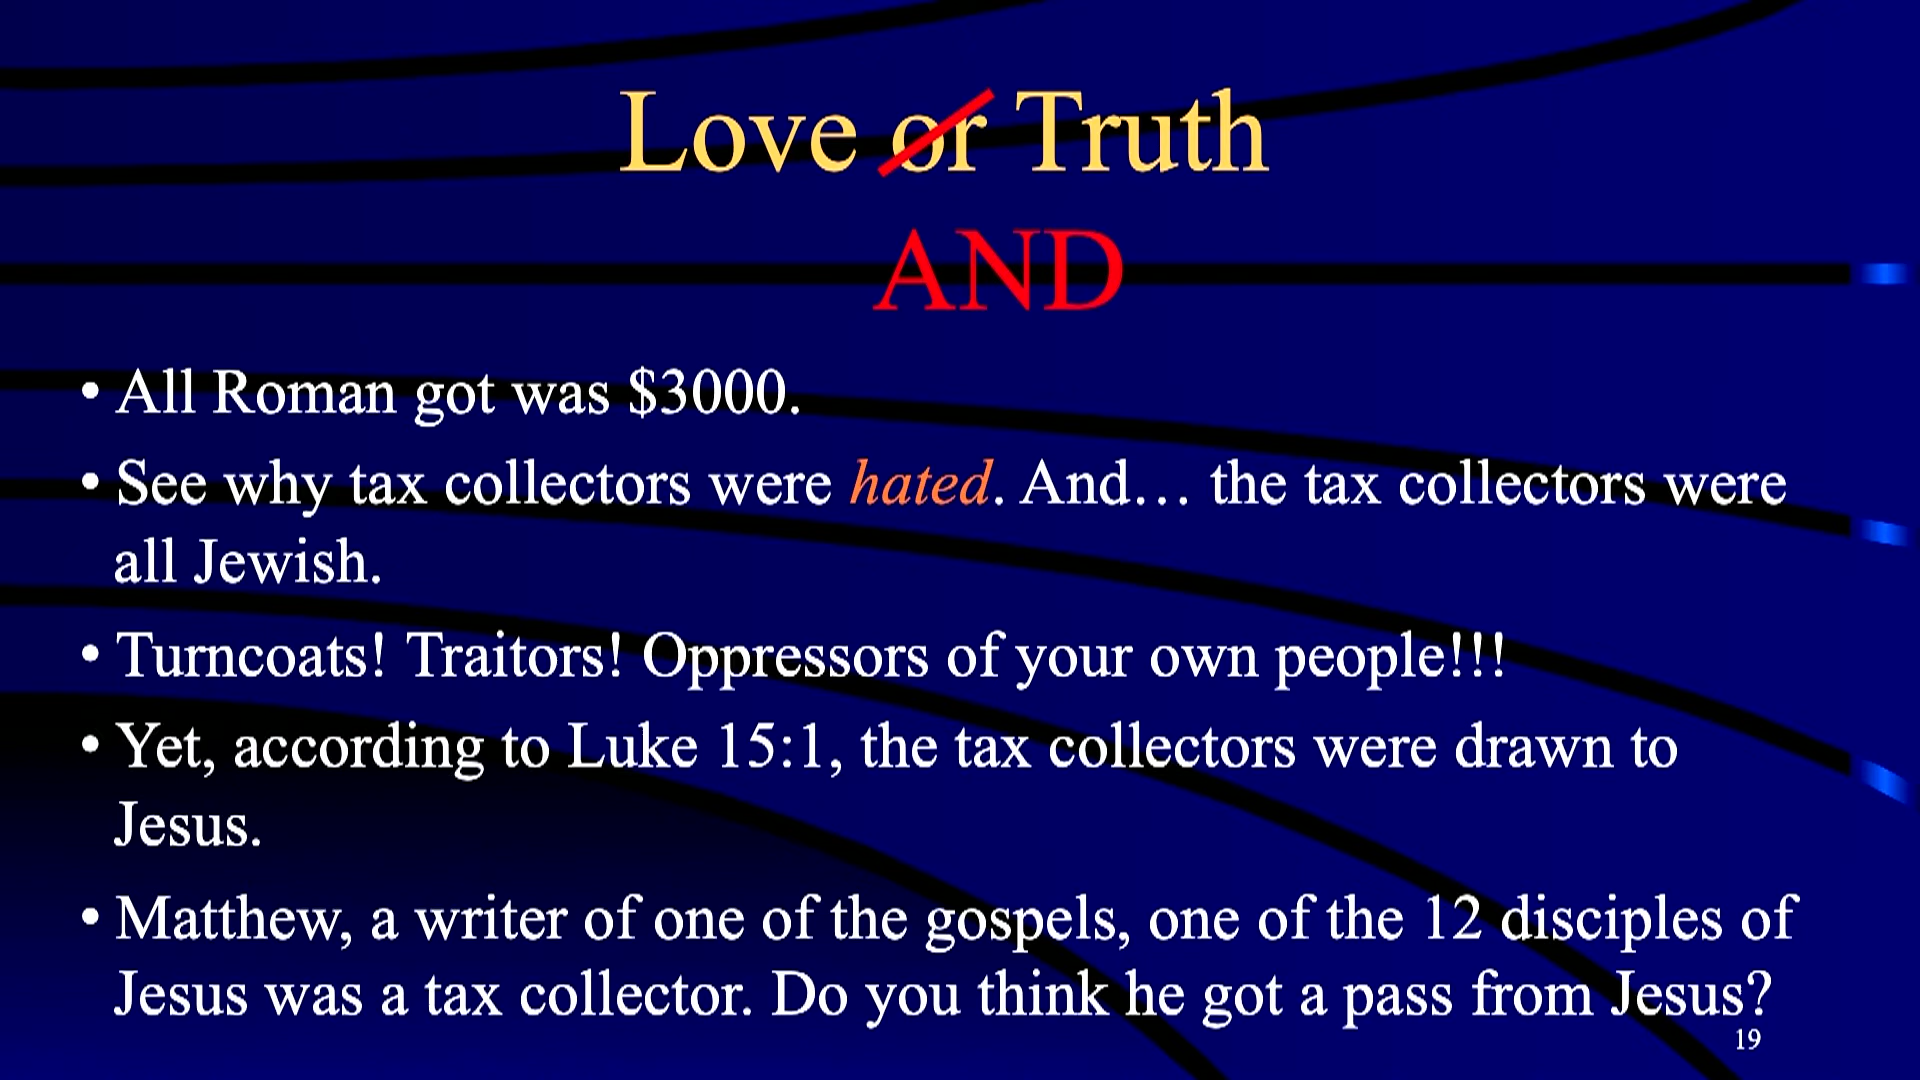 Love or Truth
AND
• All Roman got was $3000.
• See why tax collectors were hated. And… the tax collectors were
all Jewish.
• Turncoats! Traitors! Oppressors of your own people!!!
• Yet, according to Luke 15:1, the tax collectors were drawn to
Jesus.
• Matthew, a writer of one of the gospels, one of the 12 disciples of
Jesus was a tax collector. Do you think he got a pass from Jesus?
19